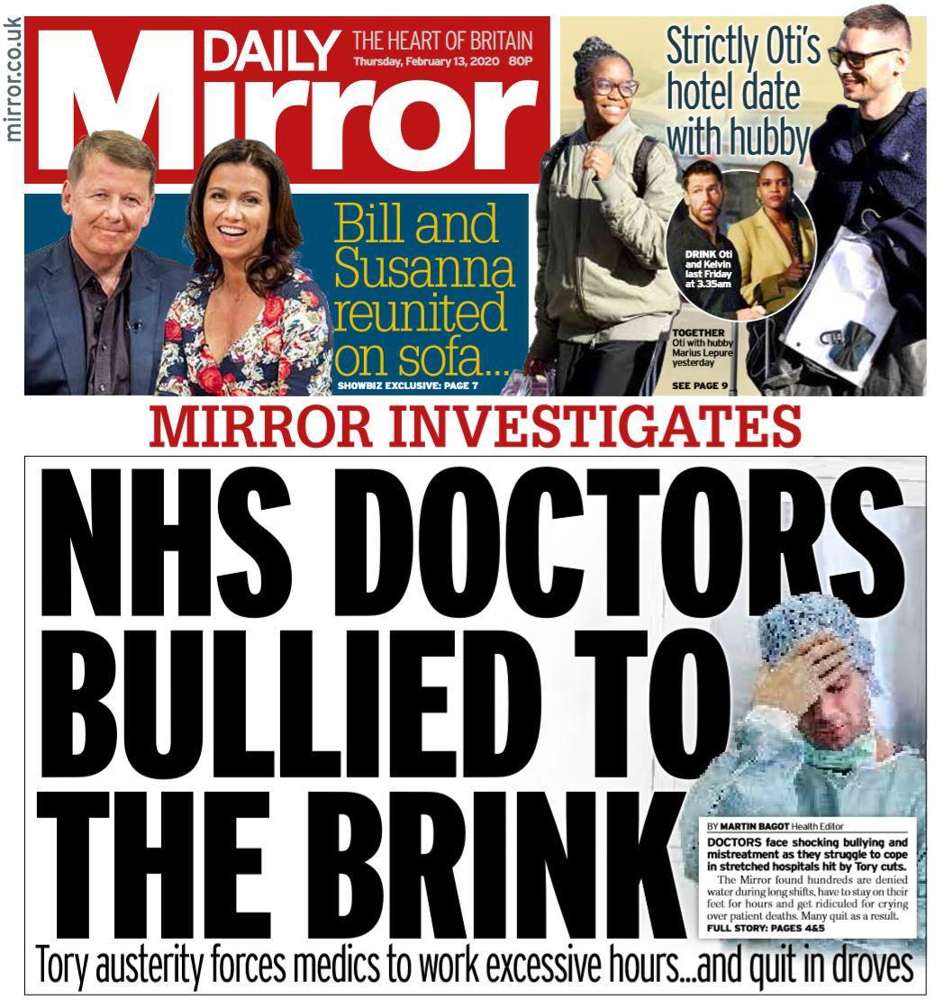 mirror.co.uk
DAILY
Mirror
THE HEART OF BRITAIN
Thursday, February 13, 2020 80P
Bill and
Susanna
reunited
on sofa...
SHOWBIZ EXCLUSIVE: PAGE 7
Strictly Oti's
hotel date
with hubby
DRINK Oti
and Kelvin
last Friday
at 3.35am
TOGETHER
Oti with hubby
Marius Lepure
yesterday
SEE PAGE 9
MIRROR INVESTIGATES
NHS DOCTORS
BULLIED TO
THE BRINK
BY MARTIN BAGOT Health Editor
DOCTORS face shocking bullying and
mistreatment as they struggle to cope
in stretched hospitals hit by Tory cuts.
The Mirror found hundreds are denied
water during long shifts, have to stay on their
feet for hours and get ridiculed for crying
over patient deaths. Many quit as a result.
FULL STORY: PAGES 4&5
Tory austerity forces medics to work excessive hours...and quit in droves